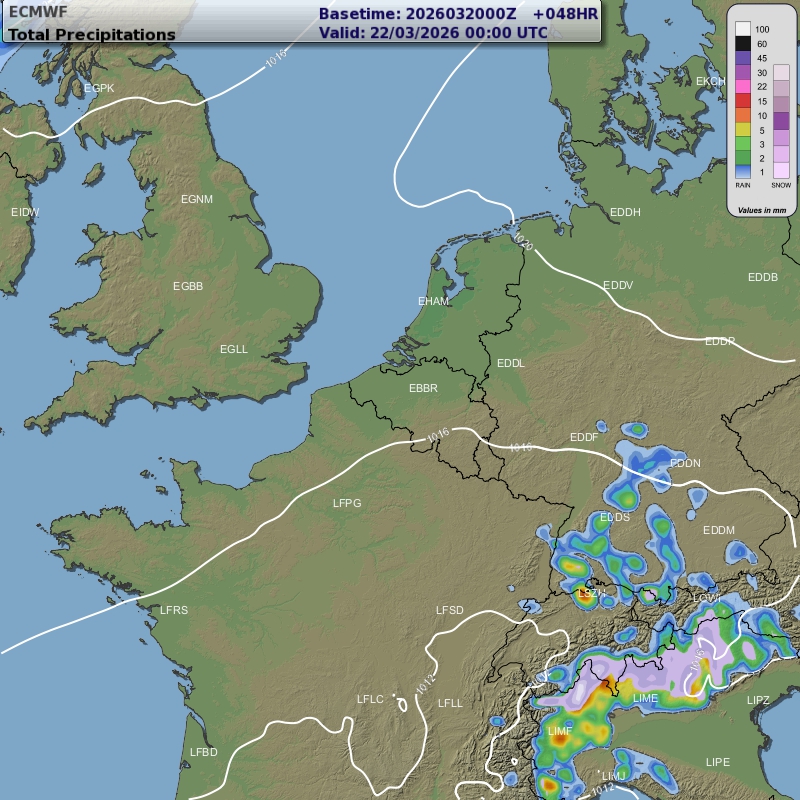 ECMWF
Basetime: 2026032000Z +048HR
Total Precipitations
Valid: 22/03/2026 00:00 UTC
100
60
45
30
22
15
10
5
3
2
1
RAIN SNOW
Values in mm
1016
EGPK
EKCH
EGNM
EIDW
EDDH
1020
EGBB
EDDV
EDDB
EHAM
EGLL
EDDP
EDDL
EBBR
1016
1016
EDDF
EDDN
LFPG
EDDS
EDDM
LSZH
LOWI
LFRS
LFSD
1016
1012
LFLC
LFLL
LIME
LIPZ
LIMF
LFBD
LIPE
LIMJ
1012